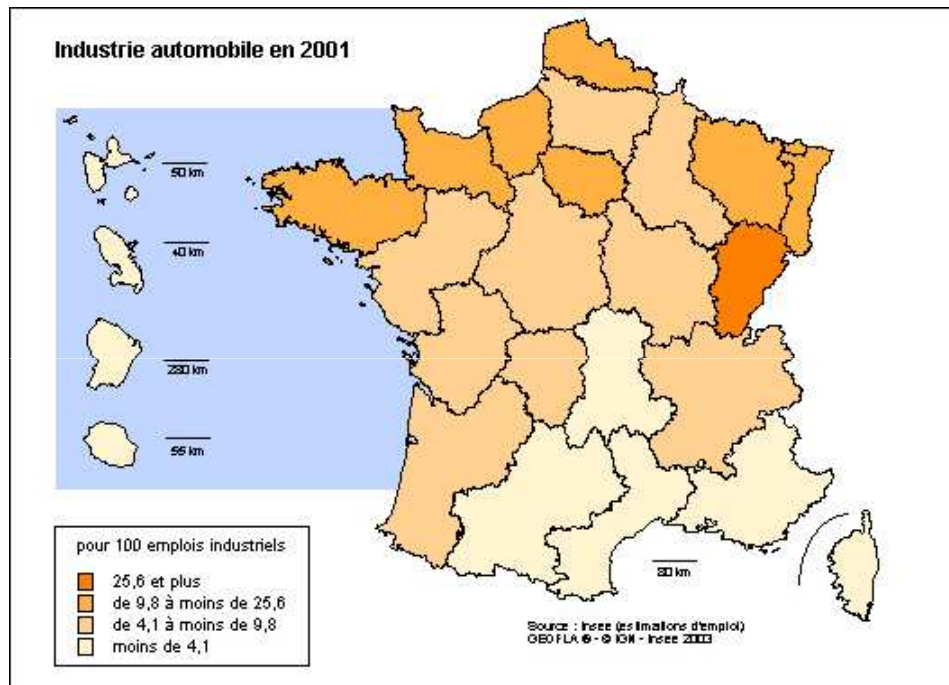 Industrie automobile en 2001
50 km
40 km
280 km
55 km
pour 100 emplois industriels
25,6 et plus
de 9,8 à moins de 25,6
de 4,1 à moins de 9,8
moins de 4,1
80 km
Source : Insee (estimations d'emploi)
GEOFLA ® - © IGN - Insee 2003